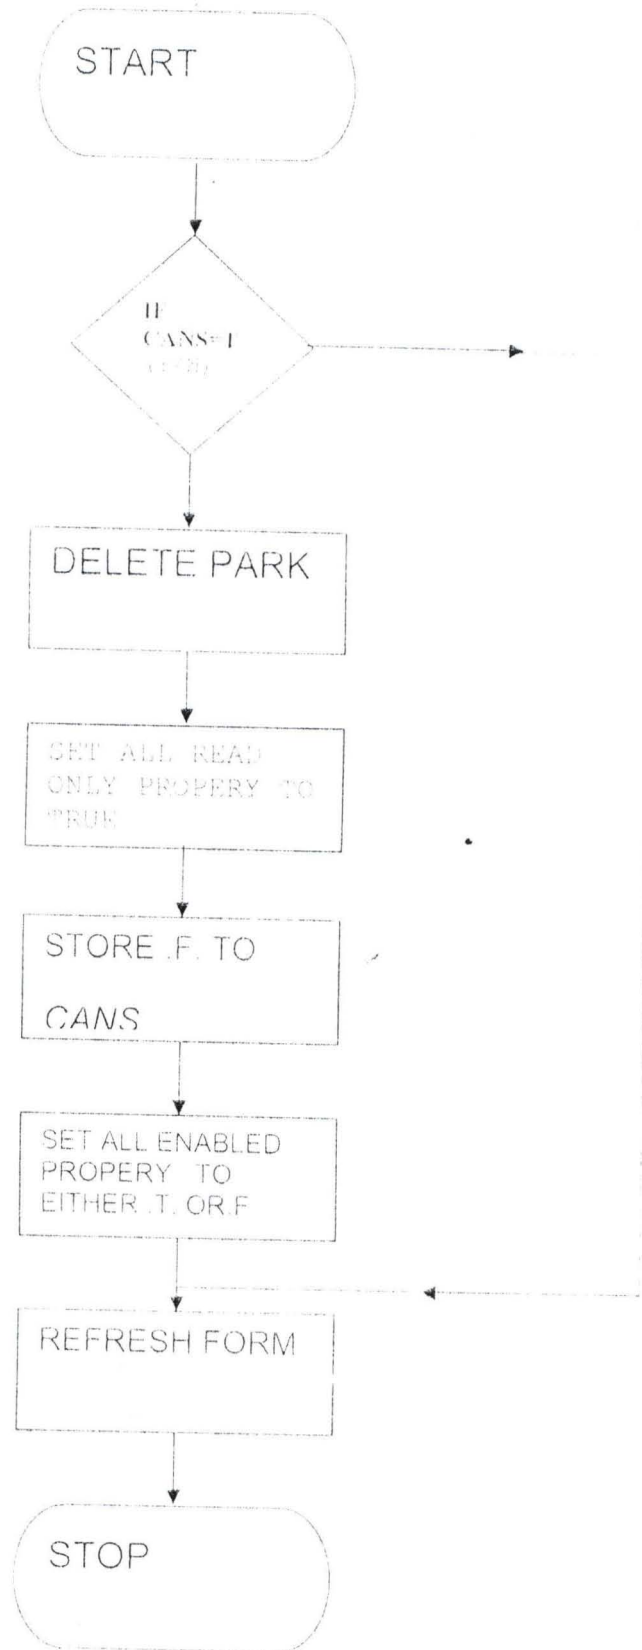 START
IF
CANS=T
DELETE PARK
SET ALL READ
ONLY PROPERY TO
TRUE
STORE .F. TO
CANS
SET ALL ENABLED
PROPERY TO
EITHER .T. OR.F
REFRESH FORM
STOP